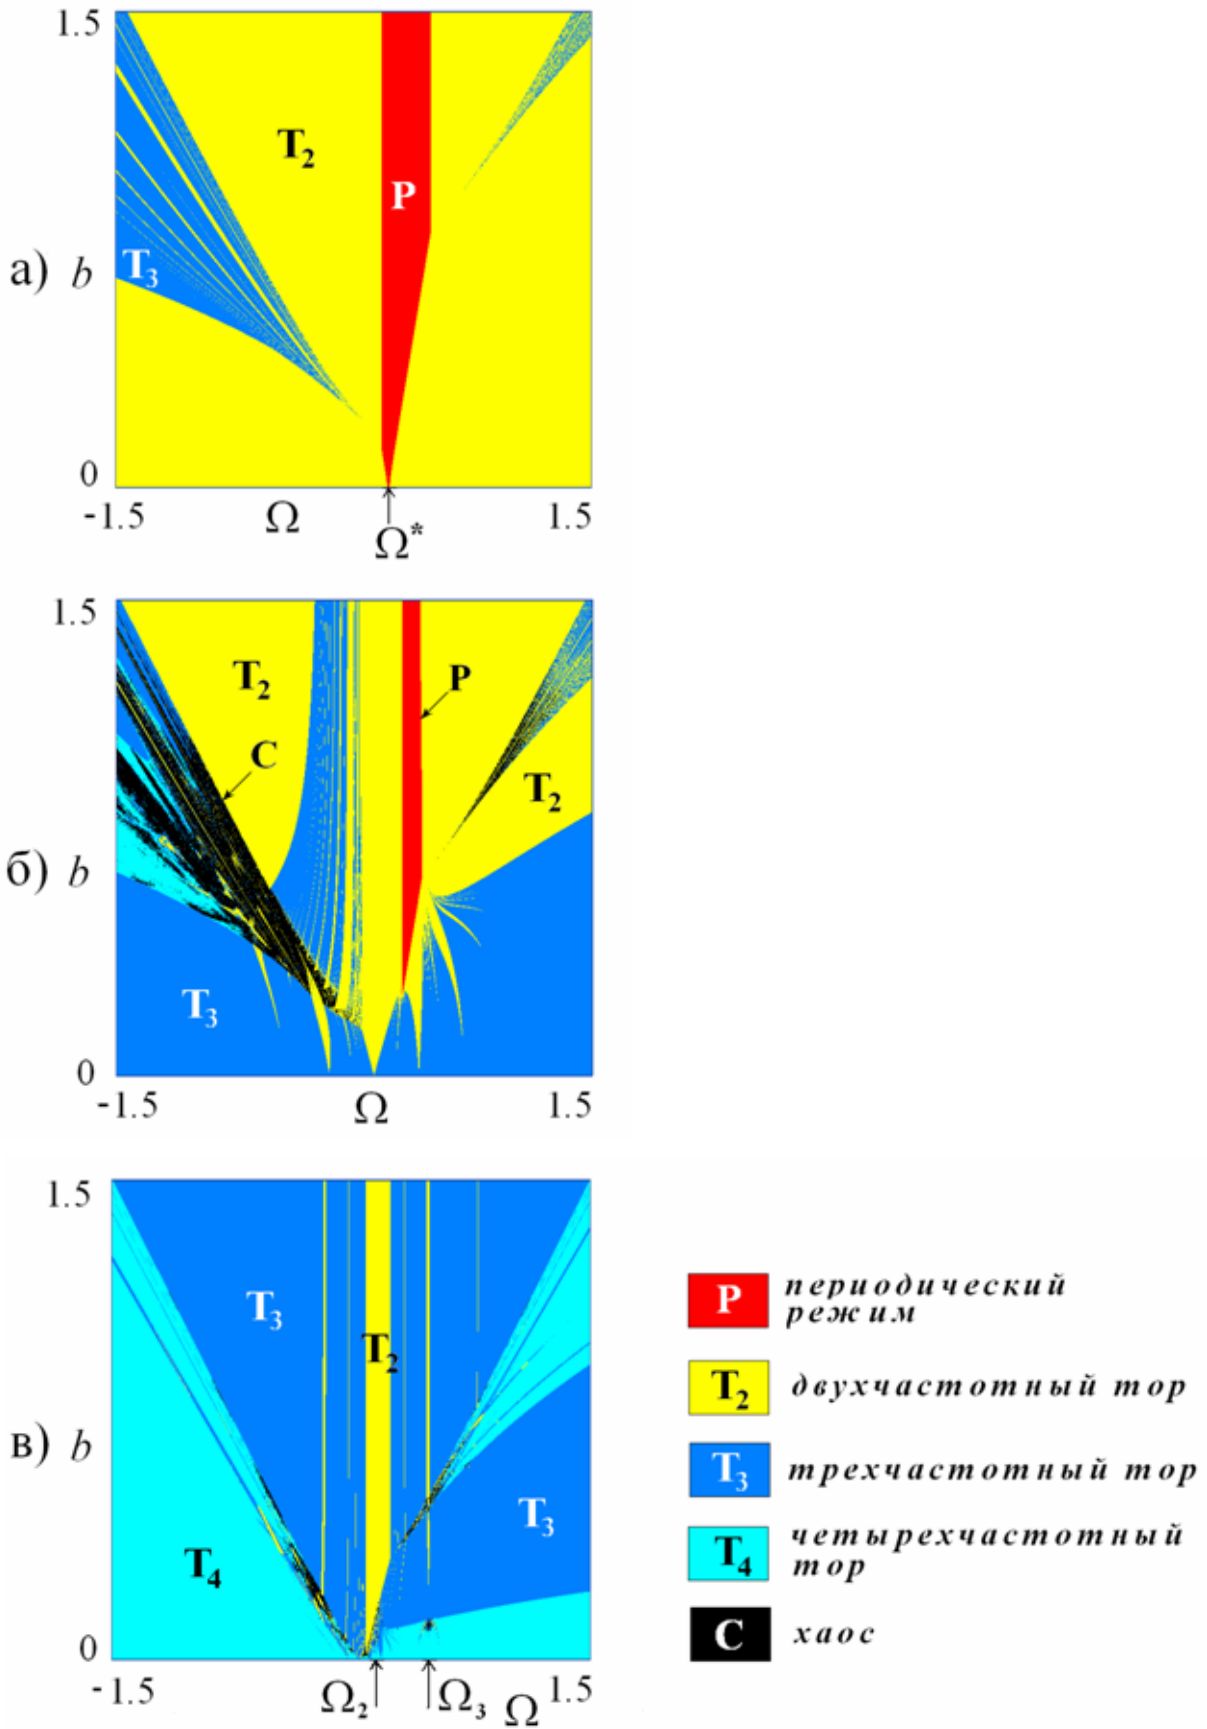 1.5
T2
P
T3
а) b
0
-1.5 Ω 1.5
Ω*
1.5
T2
P
C
T2
б) b
T3
0
-1.5 Ω 1.5
1.5
T3
T2
в) b
T3
T4
0
-1.5 Ω2 Ω3 Ω 1.5
P периодический
режим
T2 двухчастотный тор
T3 трехчастотный тор
T4 четырехчастотный
тор
C хаос